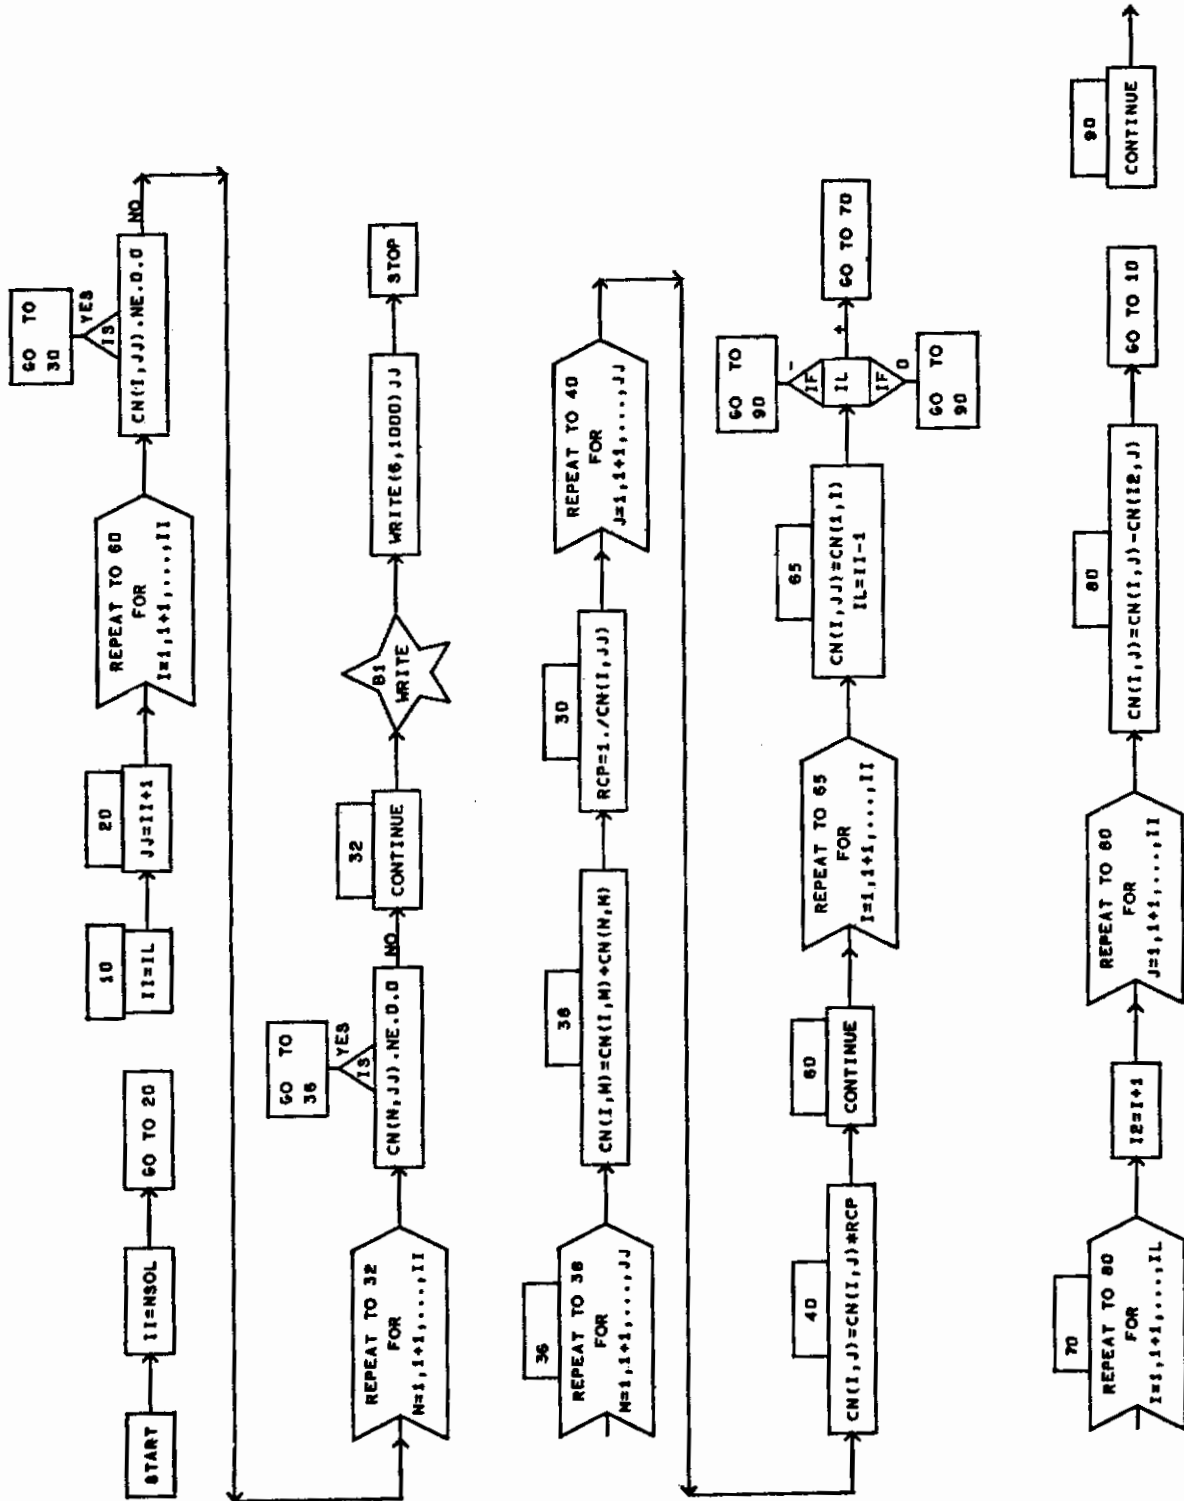 START
II=NSOL
GO TO 20
10
II=IL
20
JJ=II+1
REPEAT TO 60
FOR
I=1,1+1,...,II
GO TO
30
YES
IS
CN(I,JJ).NE.0.0
NO
REPEAT TO 32
FOR
N=1,1+1,...,II
GO TO
36
YES
IS
CN(N,JJ).NE.0.0
NO
32
CONTINUE
B1
WRITE
WRITE(6,1000)JJ
STOP
36
REPEAT TO 38
FOR
M=1,1+1,...,JJ
38
CN(I,M)=CN(I,M)+CN(N,M)
30
RCP=1./CN(I,JJ)
REPEAT TO 40
FOR
J=1,1+1,...,JJ
40
CN(I,J)=CN(I,J)*RCP
60
CONTINUE
REPEAT TO 65
FOR
I=1,1+1,...,II
65
CN(I,JJ)=CN(1,I)
IL=II-1
GO TO
90
-
IF
IL
IF
0
GO TO
90
+
GO TO 70
70
REPEAT TO 80
FOR
I=1,1+1,...,IL
I2=I+1
REPEAT TO 80
FOR
J=1,1+1,...,II
80
CN(I,J)=CN(I,J)-CN(I2,J)
GO TO 10
90
CONTINUE